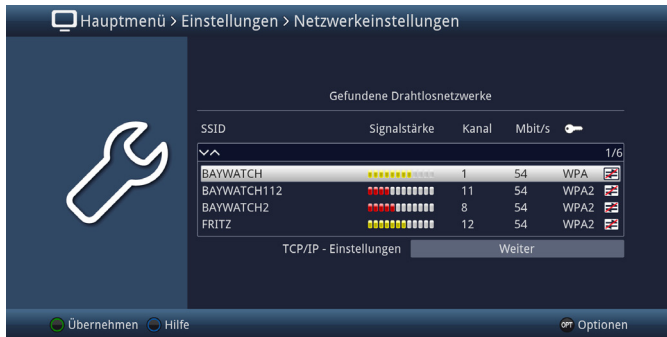 Hauptmenü > Einstellungen > Netzwerkeinstellungen
Gefundene Drahtlosnetzwerke
SSID Signalstärke Kanal Mbit/s
1/6
BAYWATCH 1 54 WPA
BAYWATCH112 11 54 WPA2
BAYWATCH2 8 54 WPA2
FRITZ 12 54 WPA2
TCP/IP - Einstellungen Weiter
Übernehmen Hilfe OPT Optionen